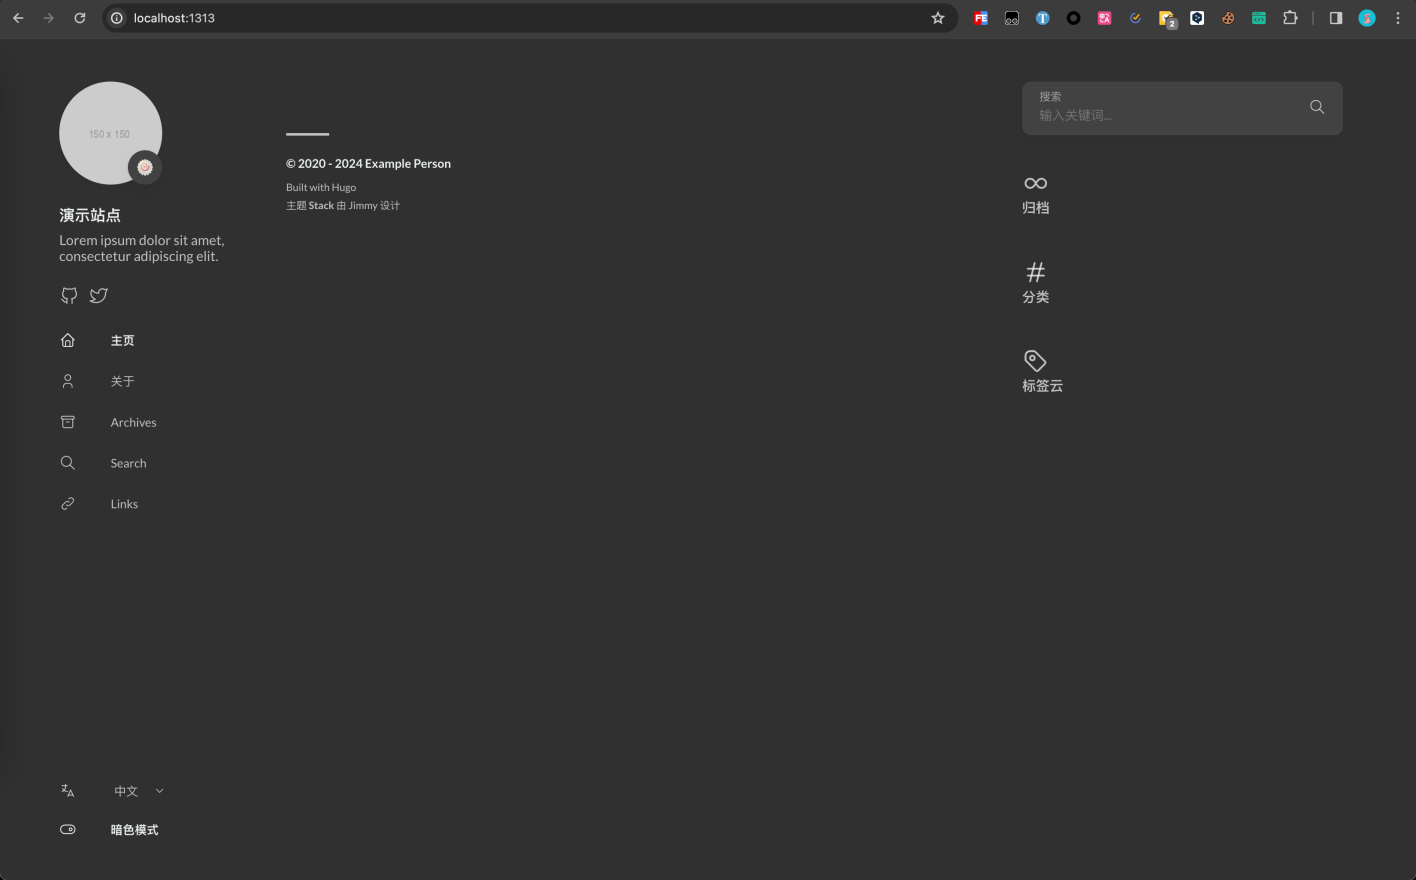 localhost:1313
FE
T
2
150 x 150
演示站点
Lorem ipsum dolor sit amet,
consectetur adipiscing elit.
主页
关于
Archives
Search
Links
中文
暗色模式
© 2020 - 2024 Example Person
Built with Hugo
主题 Stack 由 Jimmy 设计
搜索
输入关键词...
归档
分类
标签云